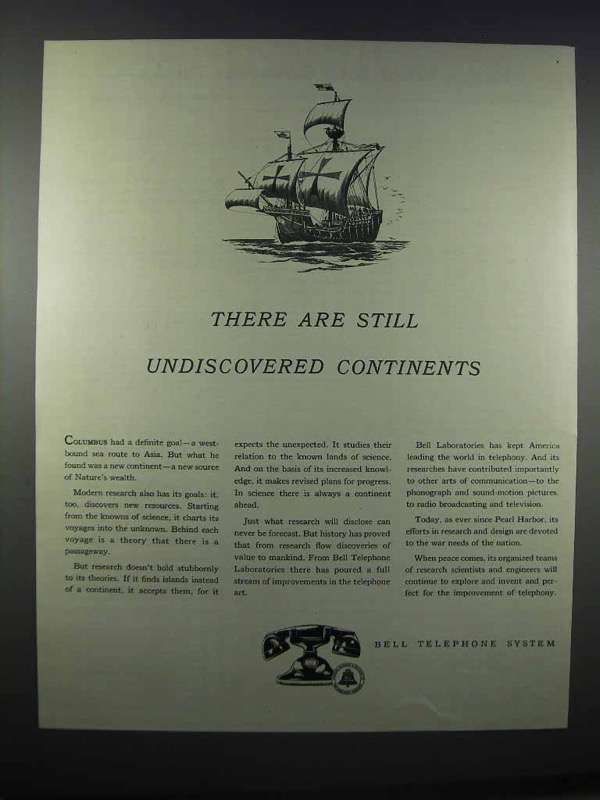 THERE ARE STILL
UNDISCOVERED CONTINENTS
COLUMBUS had a definite goal—a west-
bound sea route to Asia. But what he
found was a new continent—a new source
of Nature's wealth.
Modern research also has its goals: it,
too, discovers new resources. Starting
from the knowns of science, it charts its
voyages into the unknown. Behind each
voyage is a theory that there is a
passageway.
But research doesn't hold stubbornly
to its theories. If it finds islands instead
of a continent, it accepts them, for it
expects the unexpected. It studies their
relation to the known lands of science.
And on the basis of its increased knowl-
edge, it makes revised plans for progress.
In science there is always a continent
ahead.
Just what research will disclose can
never be forecast. But history has proved
that from research flow discoveries of
value to mankind. From Bell Telephone
Laboratories there has poured a full
stream of improvements in the telephone
art.
Bell Laboratories has kept America
leading the world in telephony. And its
researches have contributed importantly
to other arts of communication—to the
phonograph and sound-motion pictures,
to radio broadcasting and television.
Today, as ever since Pearl Harbor, its
efforts in research and design are devoted
to the war needs of the nation.
When peace comes, its organized teams
of research scientists and engineers will
continue to explore and invent and per-
fect for the improvement of telephony.
BELL TELEPHONE SYSTEM